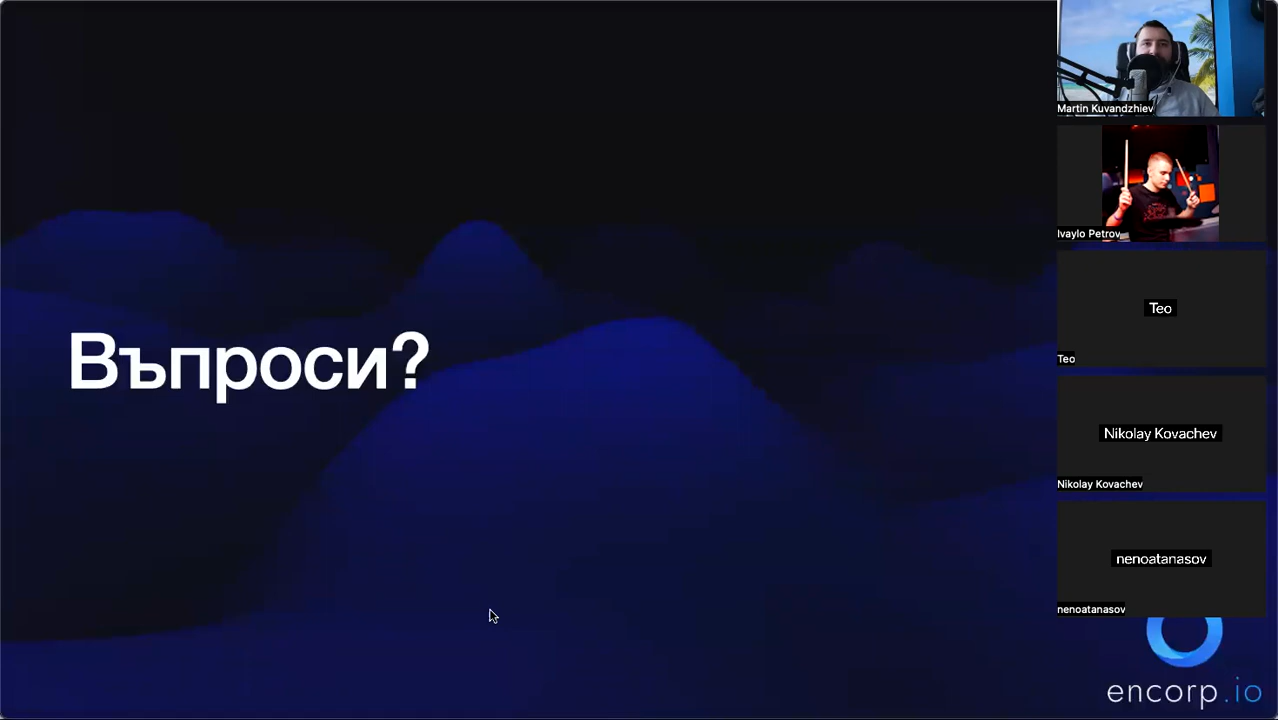 Въпроси?
Martin Kuvandzhiev
Ivaylo Petrov
Teo
Teo
Nikolay Kovachev
Nikolay Kovachev
nenoatanasov
nenoatanasov
encorp.io